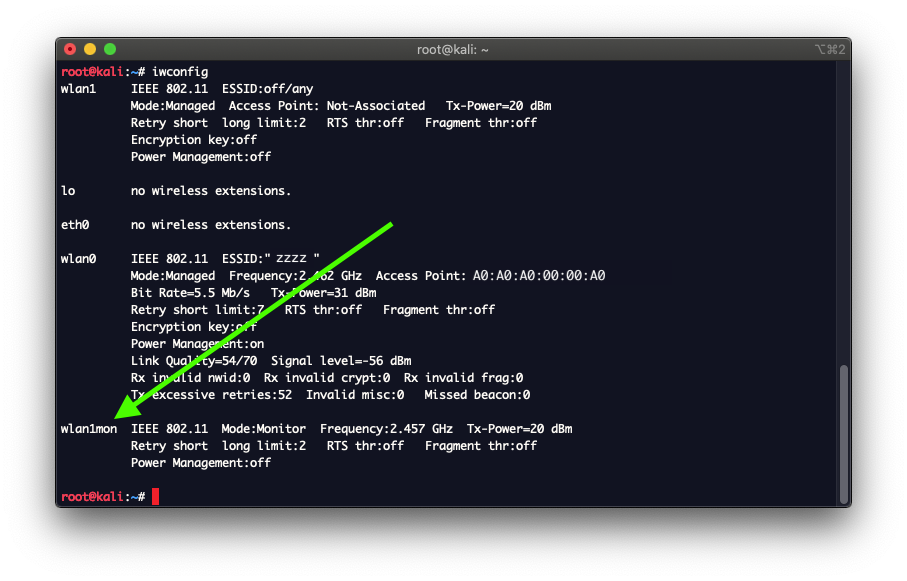 root@kali: ~
⌥⌘2
root@kali:~# iwconfig
wlan1     IEEE 802.11  ESSID:off/any
          Mode:Managed  Access Point: Not-Associated   Tx-Power=20 dBm
          Retry short  long limit:2   RTS thr:off   Fragment thr:off
          Encryption key:off
          Power Management:off
lo        no wireless extensions.
eth0      no wireless extensions.
wlan0     IEEE 802.11  ESSID:" zzzz "
          Mode:Managed  Frequency:2.462 GHz  Access Point: A0:A0:A0:00:00:A0
          Bit Rate=5.5 Mb/s   Tx-Power=31 dBm
          Retry short limit:7   RTS thr:off   Fragment thr:off
          Encryption key:off
          Power Management:on
          Link Quality=54/70  Signal level=-56 dBm
          Rx invalid nwid:0  Rx invalid crypt:0  Rx invalid frag:0
          Tx excessive retries:52  Invalid misc:0   Missed beacon:0
wlan1mon  IEEE 802.11  Mode:Monitor  Frequency:2.457 GHz  Tx-Power=20 dBm
          Retry short  long limit:2   RTS thr:off   Fragment thr:off
          Power Management:off
root@kali:~#